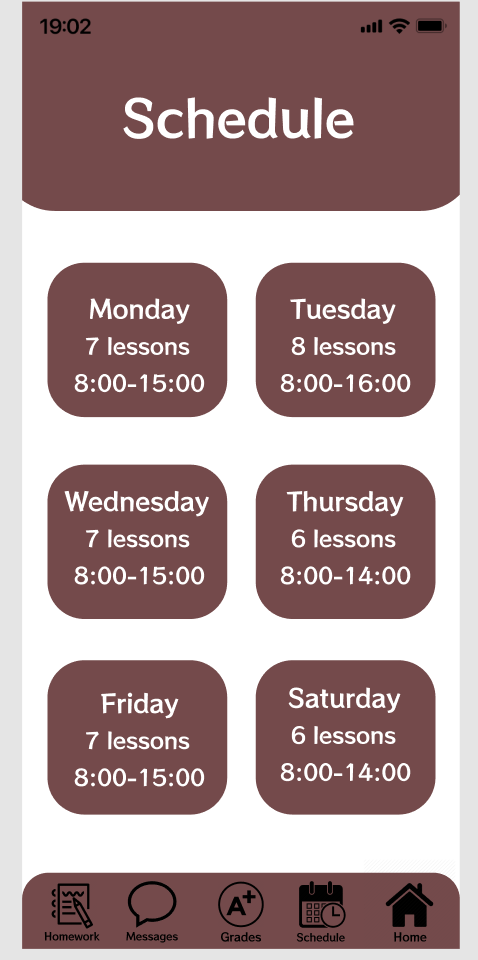 19:02
Schedule
Monday
7 lessons
8:00-15:00
Tuesday
8 lessons
8:00-16:00
Wednesday
7 lessons
8:00-15:00
Thursday
6 lessons
8:00-14:00
Friday
7 lessons
8:00-15:00
Saturday
6 lessons
8:00-14:00
A+
Homework Messages Grades Schedule Home